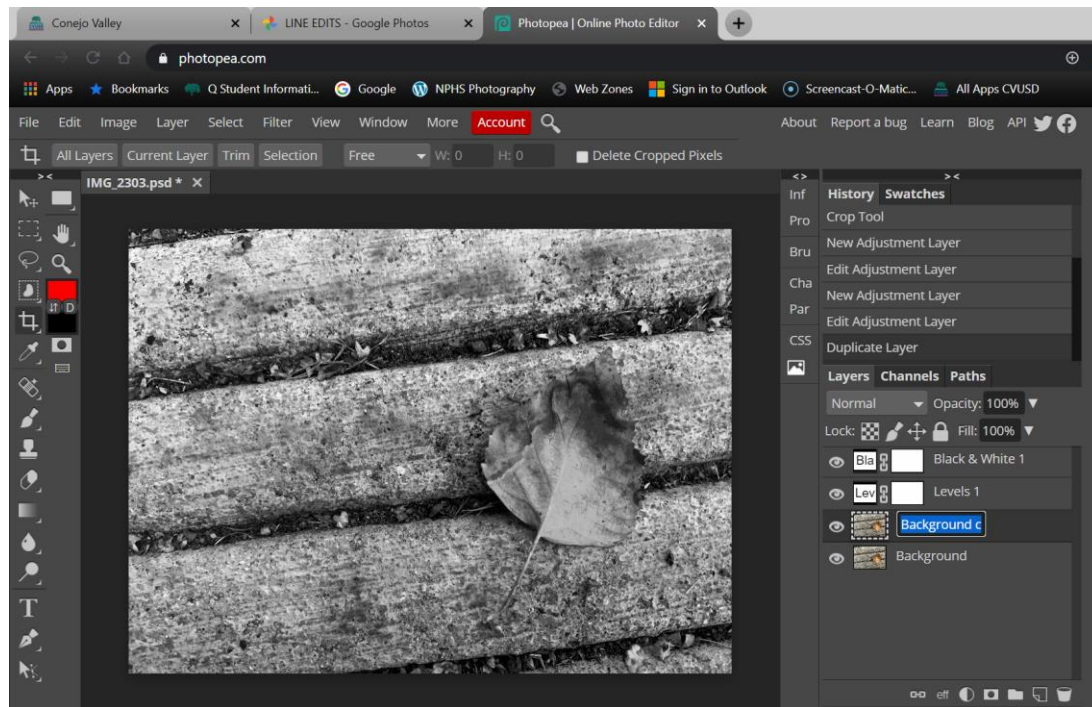 Conejo Valley
LINE EDITS - Google Photos
Photopea | Online Photo Editor
photopea.com
Apps Bookmarks Q Student Informati... Google NPHS Photography Web Zones Sign in to Outlook Screencast-O-Matic... All Apps CVUSD
File Edit Image Layer Select Filter View Window More Account About Report a bug Learn Blog API
All Layers Current Layer Trim Selection Free W: 0 H: 0 Delete Cropped Pixels
> <
IMG_2303.psd *
D
T
<>
Inf
Pro
Bru
Cha
Par
CSS
> <
History Swatches
Crop Tool
New Adjustment Layer
Edit Adjustment Layer
New Adjustment Layer
Edit Adjustment Layer
Duplicate Layer
Layers Channels Paths
Normal Opacity: 100%
Lock: Fill: 100%
Bla Black & White 1
Lev Levels 1
Background c
Background
eff